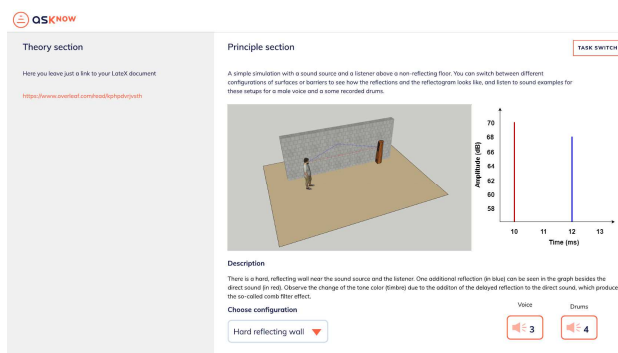 ASKNOW
Theory section
Here you leave just a link to your LateX document
https://www.overleaf.com/read/kphpdvrjvsth
Principle section
TASK SWITCH
A simple simulation with a sound source and a listener above a non-reflecting floor. You can switch between different
configurations of surfaces or barriers to see how the reflections and the reflectogram looks like, and listen to sound examples for
these setups for a male voice and a some recorded drums.
Amplitude (dB)
70
68
66
64
62
60
58
10 11 12 13
Time (ms)
Description
There is a hard, reflecting wall near the sound source and the listener. One additional reflection (in blue) can be seen in the graph besides the
direct sound (in red). Observe the change of the tone color (timbre) due to the additon of the delayed reflection to the direct sound, which produce
the so-called comb filter effect.
Choose configuration
Hard reflecting wall
Voice
Drums
3
4